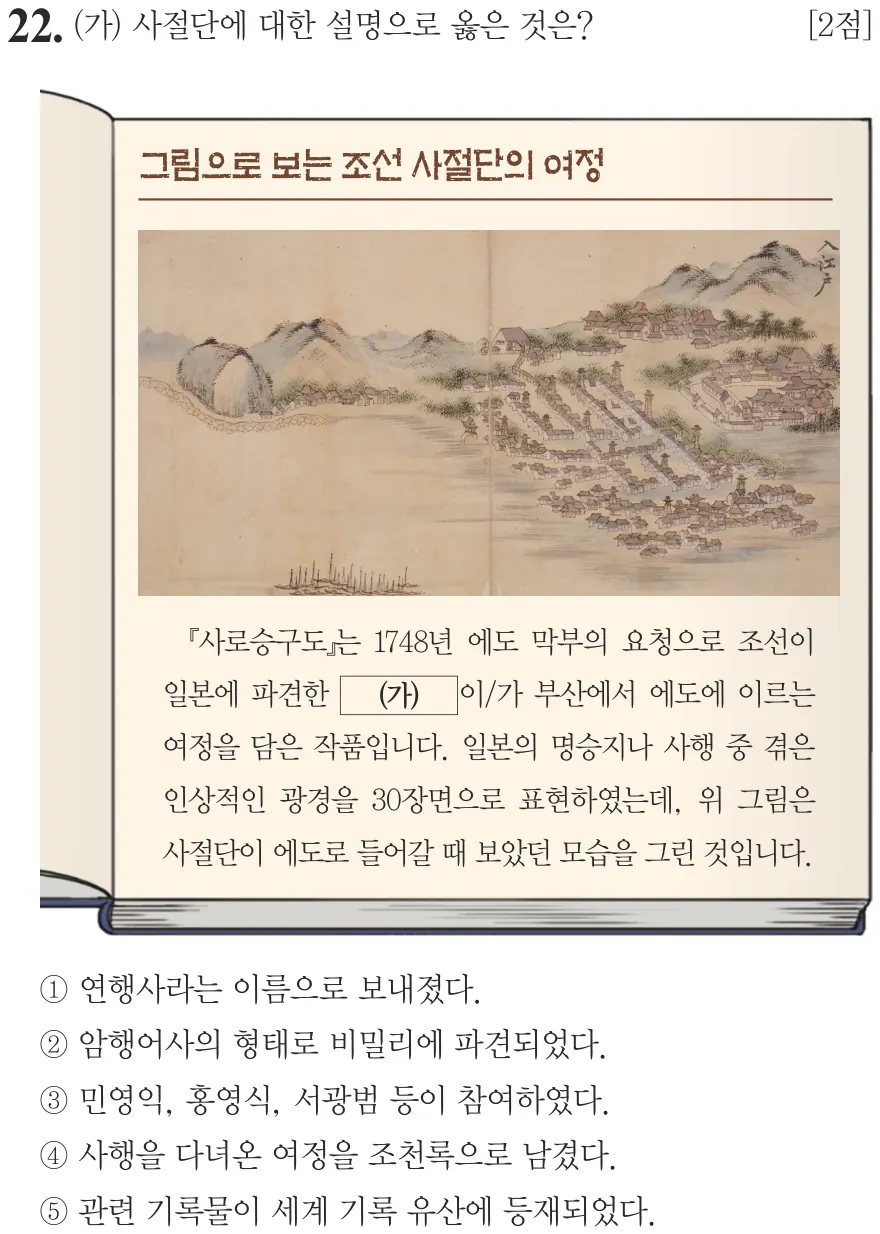 22. (가) 사절단에 대한 설명으로 옳은 것은? [2점]
그림으로 보는 조선 사절단의 여정
入江戶
『사로승구도』는 1748년 에도 막부의 요청으로 조선이
일본에 파견한 (가) 이/가 부산에서 에도에 이르는
여정을 담은 작품입니다. 일본의 명승지나 사행 중 겪은
인상적인 광경을 30장면으로 표현하였는데, 위 그림은
사절단이 에도로 들어갈 때 보았던 모습을 그린 것입니다.
① 연행사라는 이름으로 보내졌다.
② 암행어사의 형태로 비밀리에 파견되었다.
③ 민영익, 홍영식, 서광범 등이 참여하였다.
④ 사행을 다녀온 여정을 조천록으로 남겼다.
⑤ 관련 기록물이 세계 기록 유산에 등재되었다.